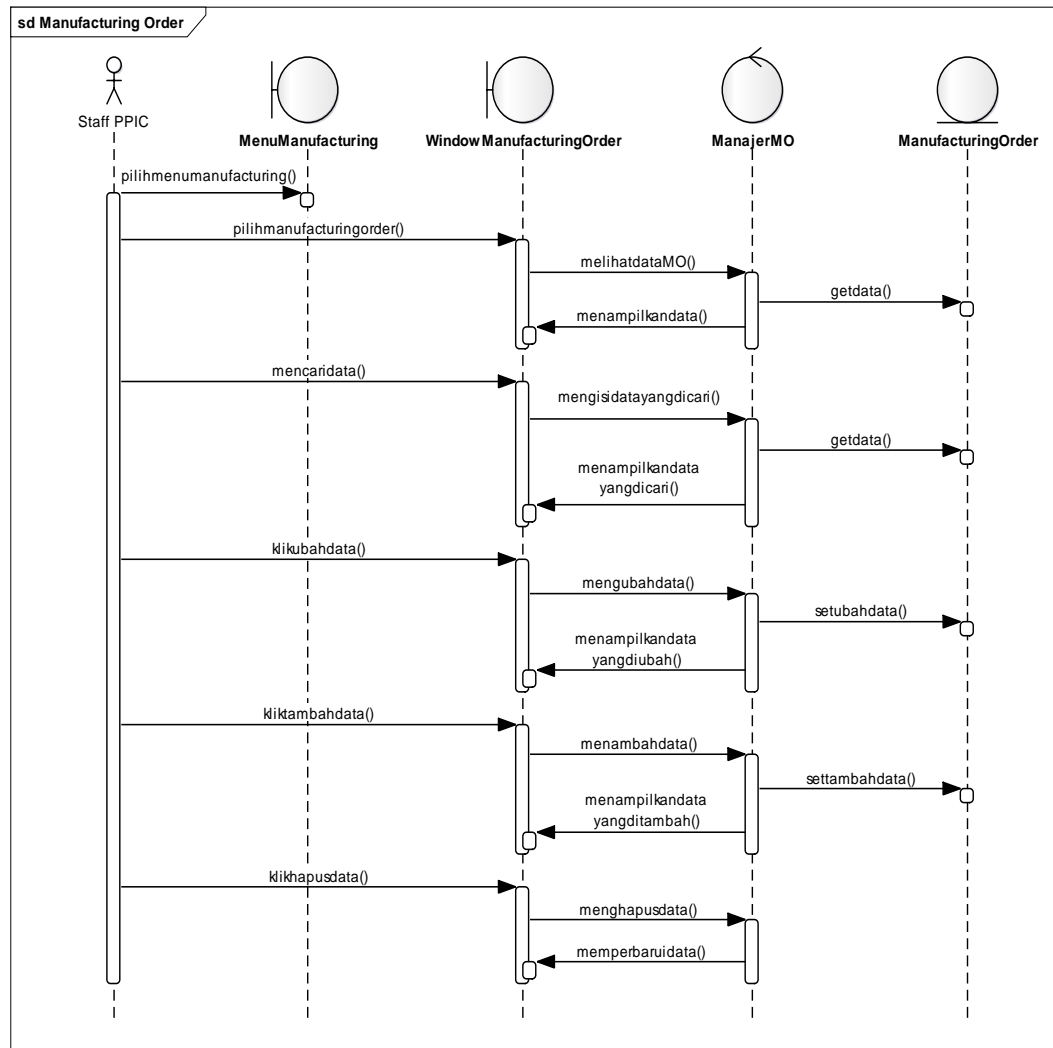 sd Manufacturing Order
Staff PPIC
MenuManufacturing
WindowManufacturingOrder
ManajerMO
ManufacturingOrder
pilihmenumanufacturing()
pilihmanufacturingorder()
melihatdataMO()
getdata()
menampilkandata()
mencaridata()
mengisidatayangdicari()
getdata()
menampilkandata
yangdicari()
klikubahdata()
mengubahdata()
setubahdata()
menampilkandata
yangdiubah()
kliktambahdata()
menambahdata()
settambahdata()
menampilkandata
yangditambah()
klikhapusdata()
menghapusdata()
memperbaruidata()